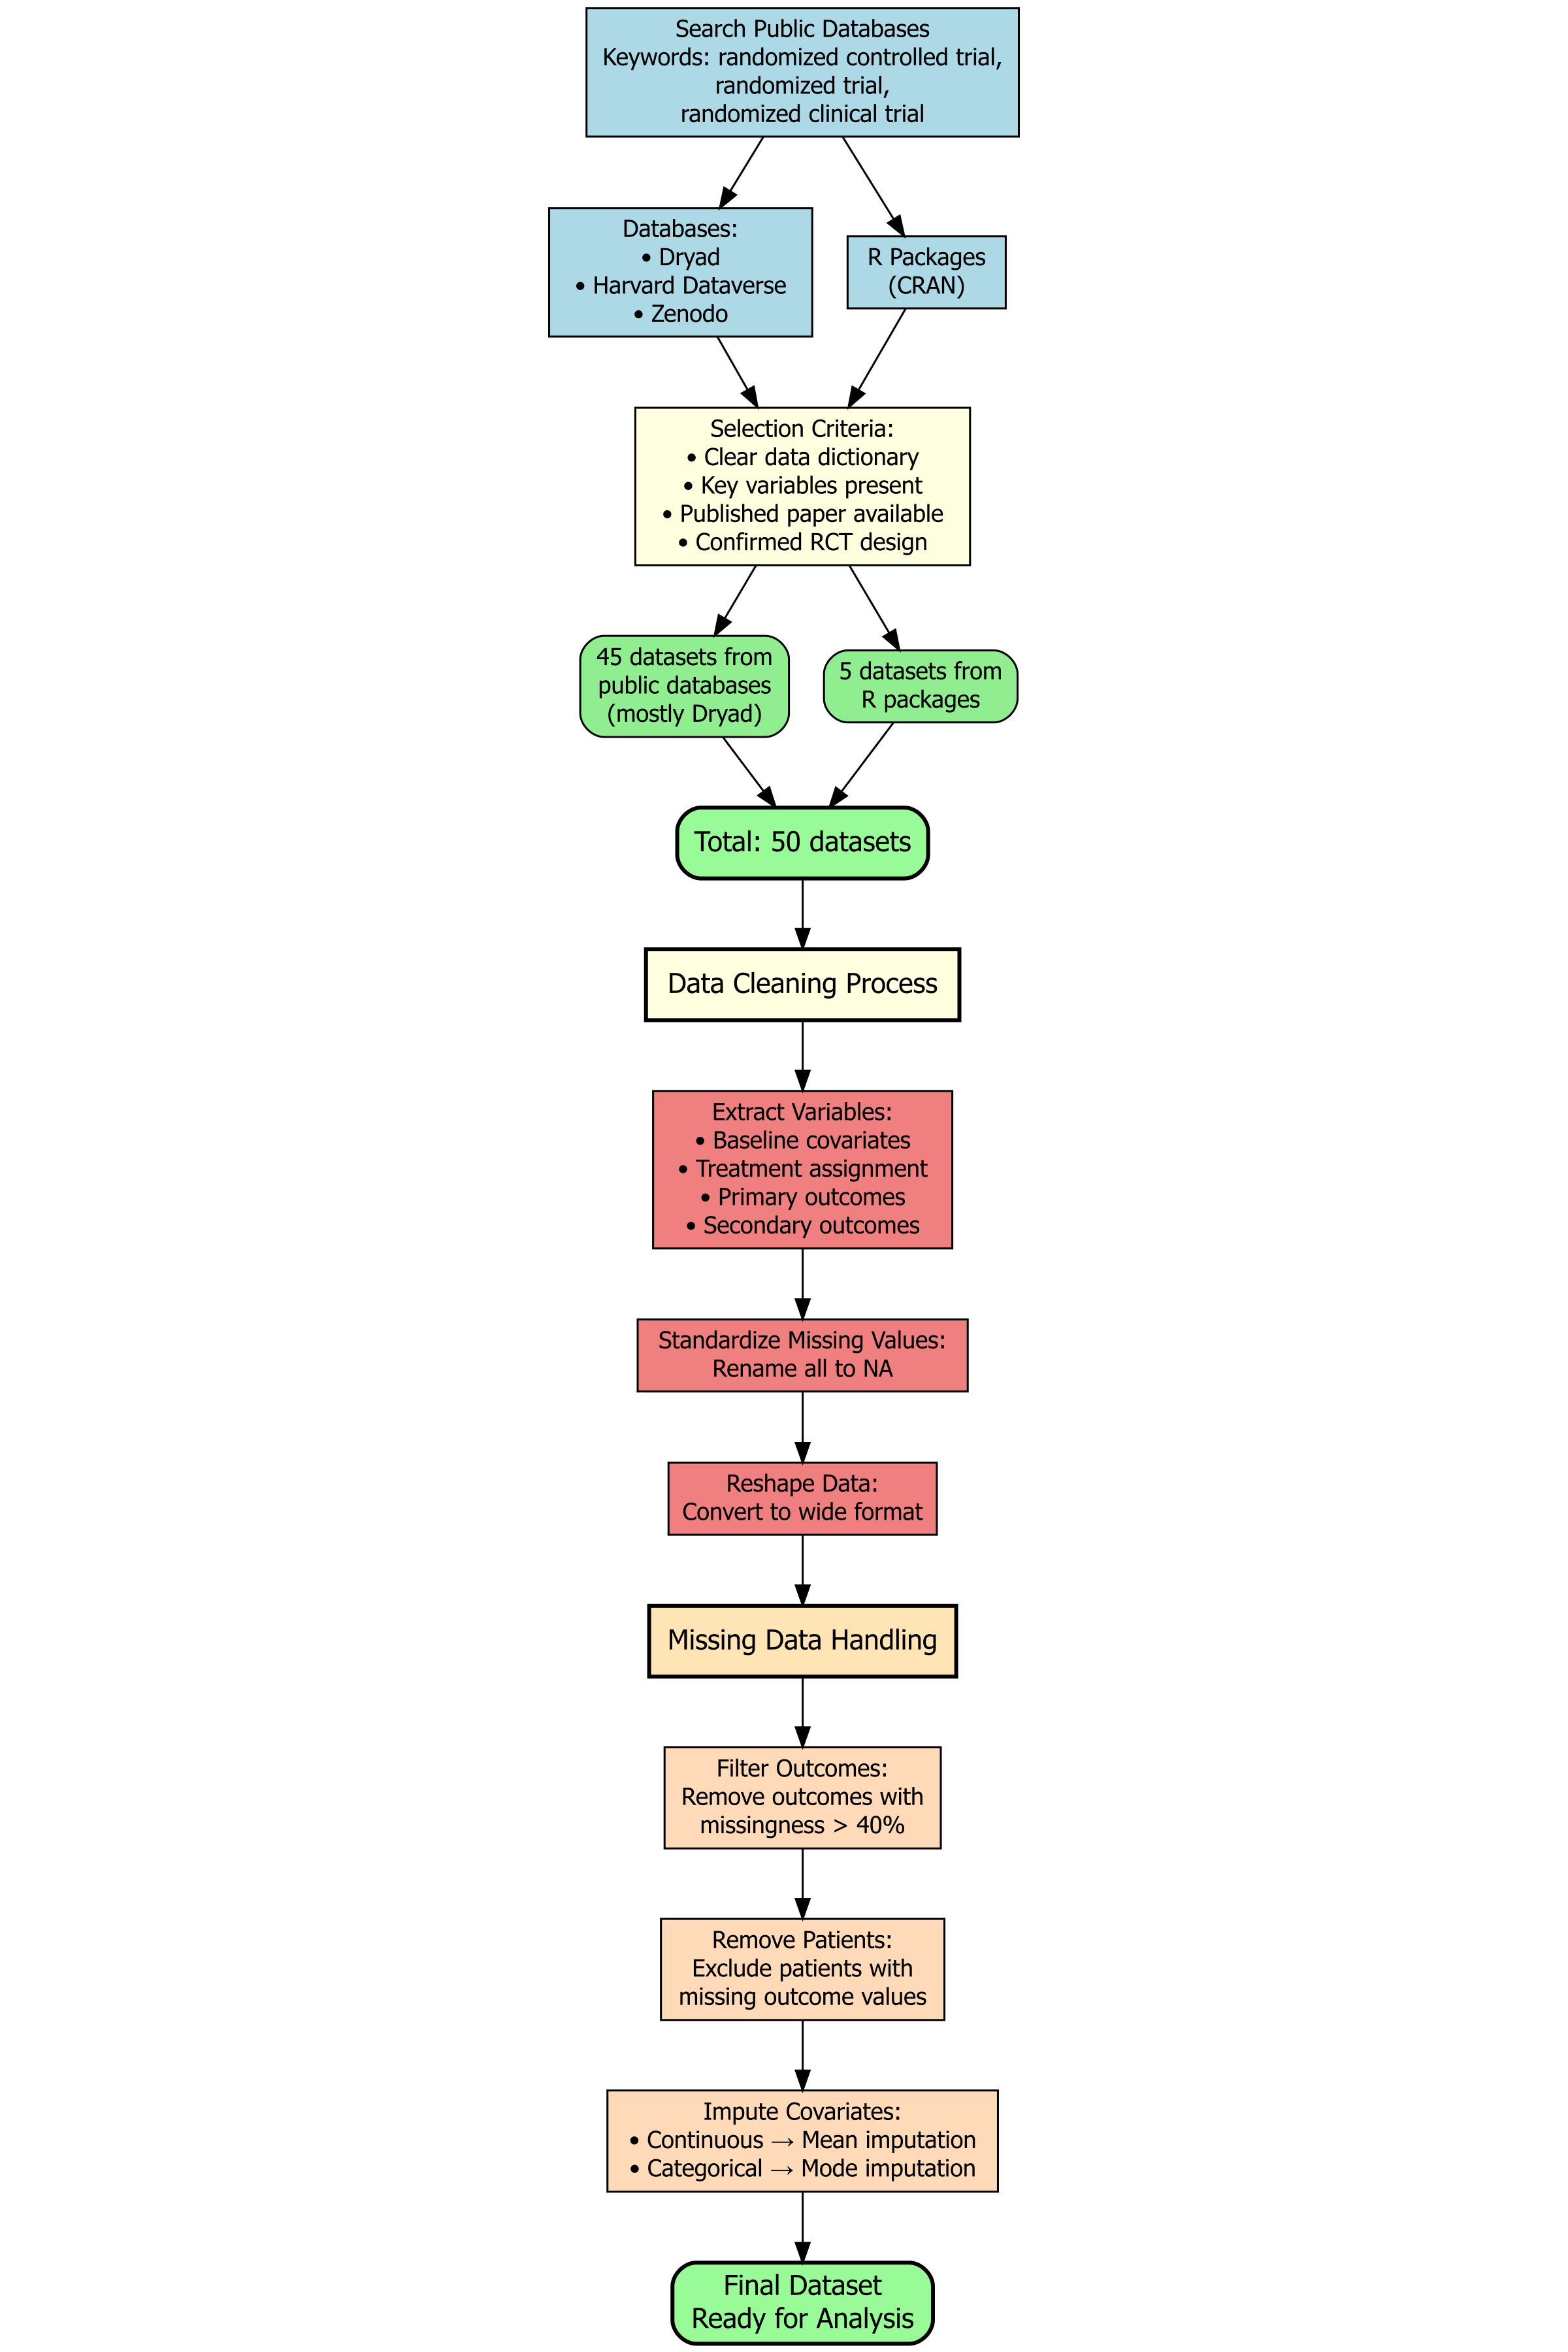 Search Public Databases
Keywords: randomized controlled trial,
randomized trial,
randomized clinical trial
Databases:
• Dryad
• Harvard Dataverse
• Zenodo
R Packages
(CRAN)
Selection Criteria:
• Clear data dictionary
• Key variables present
• Published paper available
• Confirmed RCT design
45 datasets from
public databases
(mostly Dryad)
5 datasets from
R packages
Total: 50 datasets
Data Cleaning Process
Extract Variables:
• Baseline covariates
• Treatment assignment
• Primary outcomes
• Secondary outcomes
Standardize Missing Values:
Rename all to NA
Reshape Data:
Convert to wide format
Missing Data Handling
Filter Outcomes:
Remove outcomes with
missingness > 40%
Remove Patients:
Exclude patients with
missing outcome values
Impute Covariates:
• Continuous → Mean imputation
• Categorical → Mode imputation
Final Dataset
Ready for Analysis